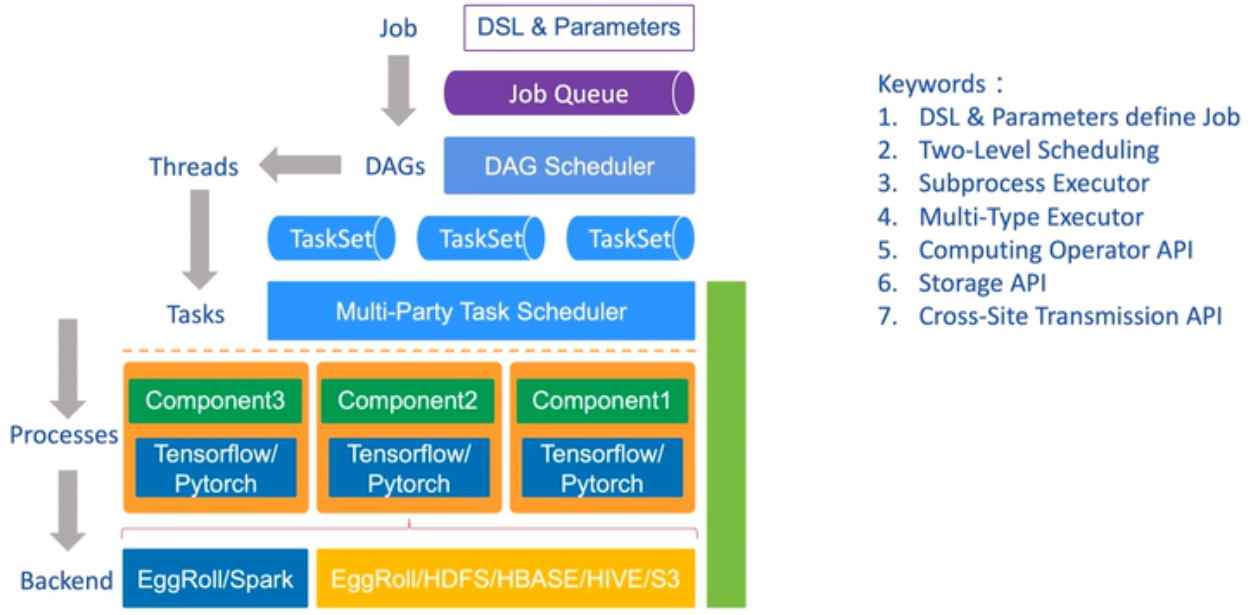 Job
DSL & Parameters
Job Queue
Threads
DAGs
DAG Scheduler
TaskSet
TaskSet
TaskSet
Tasks
Multi-Party Task Scheduler
Processes
Component3
Component2
Component1
Tensorflow/
Pytorch
Tensorflow/
Pytorch
Tensorflow/
Pytorch
Backend
EggRoll/Spark
EggRoll/HDFS/HBASE/HIVE/S3
Keywords：
1. DSL & Parameters define Job
2. Two-Level Scheduling
3. Subprocess Executor
4. Multi-Type Executor
5. Computing Operator API
6. Storage API
7. Cross-Site Transmission API